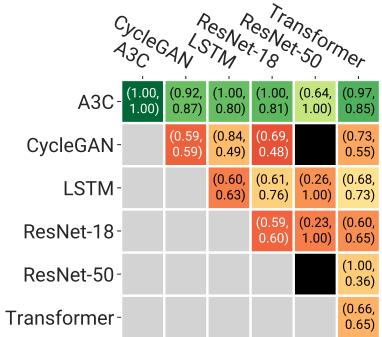 A3C
CycleGAN
LSTM
ResNet-18
ResNet-50
Transformer
A3C
(1.00, 1.00)
(0.92, 0.87)
(1.00, 0.80)
(1.00, 0.81)
(0.64, 1.00)
(0.97, 0.85)
CycleGAN
(0.59, 0.59)
(0.84, 0.49)
(0.69, 0.48)
(0.73, 0.55)
LSTM
(0.60, 0.63)
(0.61, 0.76)
(0.26, 1.00)
(0.68, 0.73)
ResNet-18
(0.59, 0.60)
(0.23, 1.00)
(0.60, 0.65)
ResNet-50
(1.00, 0.36)
Transformer
(0.66, 0.65)